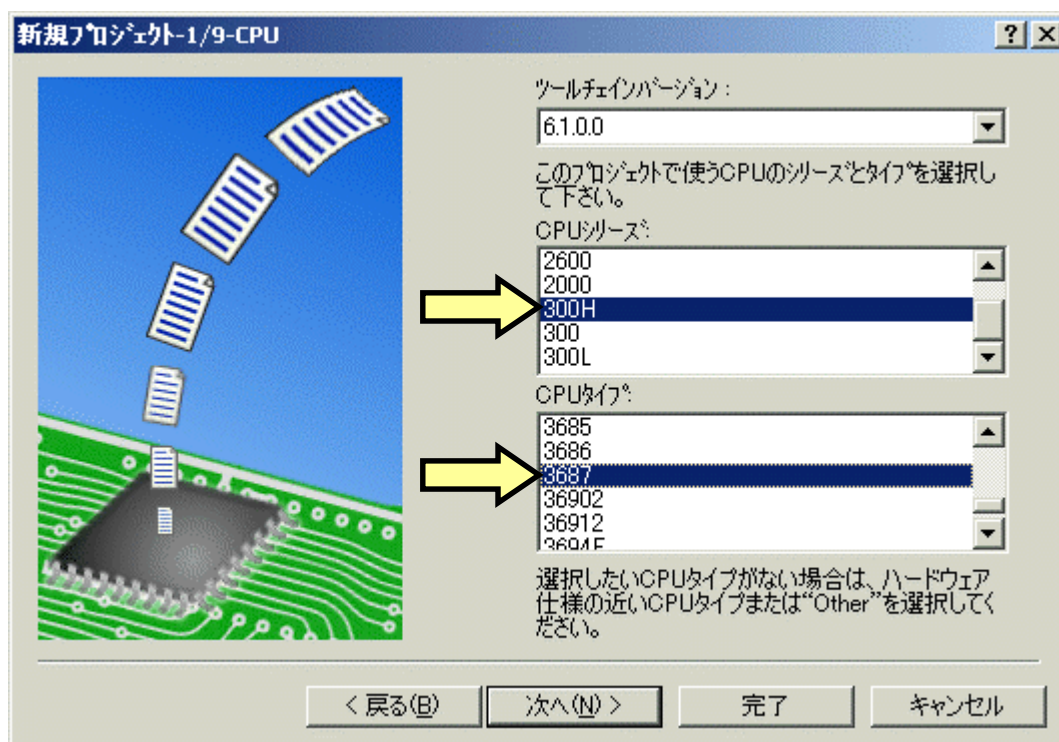 新規プロジェクト-1/9-CPU
ツールチェインバージョン :
6.1.0.0
このプロジェクトで使うCPUのシリーズとタイプを選択し
て下さい。
CPUシリーズ:
2600
2000
300H
300
300L
CPUタイプ:
3685
3686
3687
36902
36912
3694F
選択したいCPUタイプがない場合は、ハードウェア
仕様の近いCPUタイプまたは“Other”を選択してく
ださい。
< 戻る(B)
次へ(N) >
完了
キャンセル